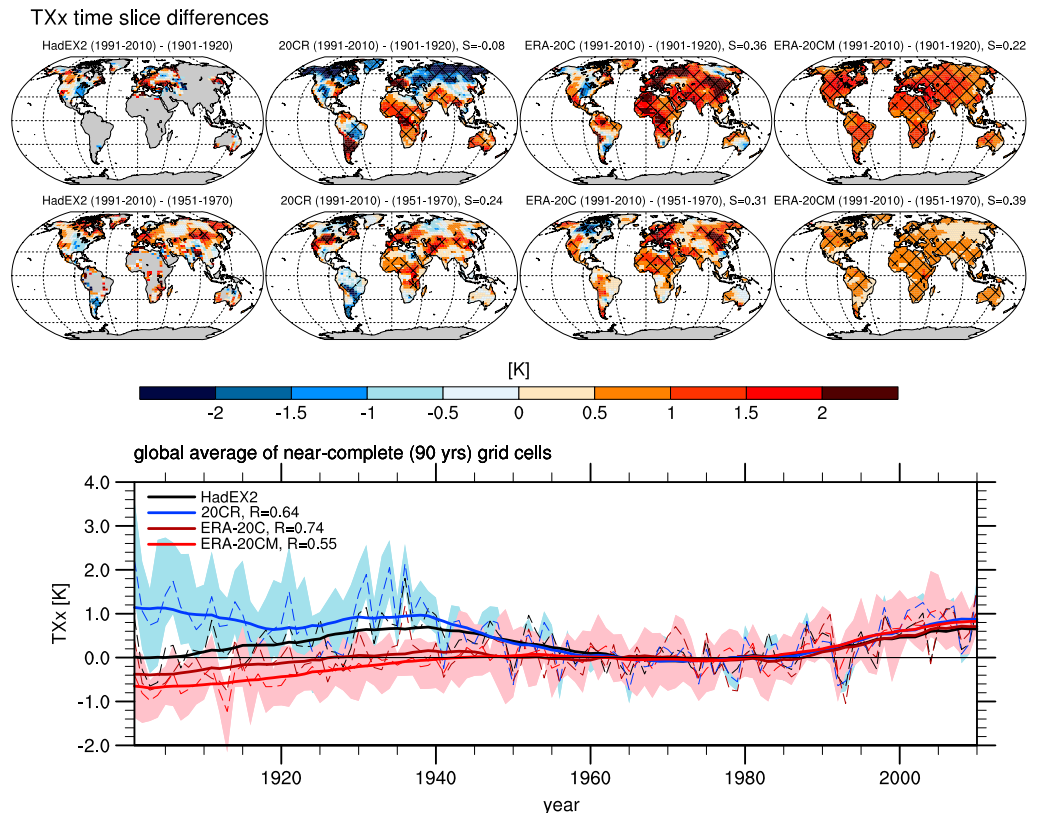 TXx time slice differences
HadEX2 (1991-2010) - (1901-1920)
20CR (1991-2010) - (1901-1920), S=-0.08
ERA-20C (1991-2010) - (1901-1920), S=0.36
ERA-20CM (1991-2010) - (1901-1920), S=0.22
HadEX2 (1991-2010) - (1951-1970)
20CR (1991-2010) - (1951-1970), S=0.24
ERA-20C (1991-2010) - (1951-1970), S=0.31
ERA-20CM (1991-2010) - (1951-1970), S=0.39
[K]
-2 -1.5 -1 -0.5 0 0.5 1 1.5 2
global average of near-complete (90 yrs) grid cells
HadEX2
20CR, R=0.64
ERA-20C, R=0.74
ERA-20CM, R=0.55
TXx [K]
4.0
3.0
2.0
1.0
0.0
-1.0
-2.0
1920 1940 1960 1980 2000
year